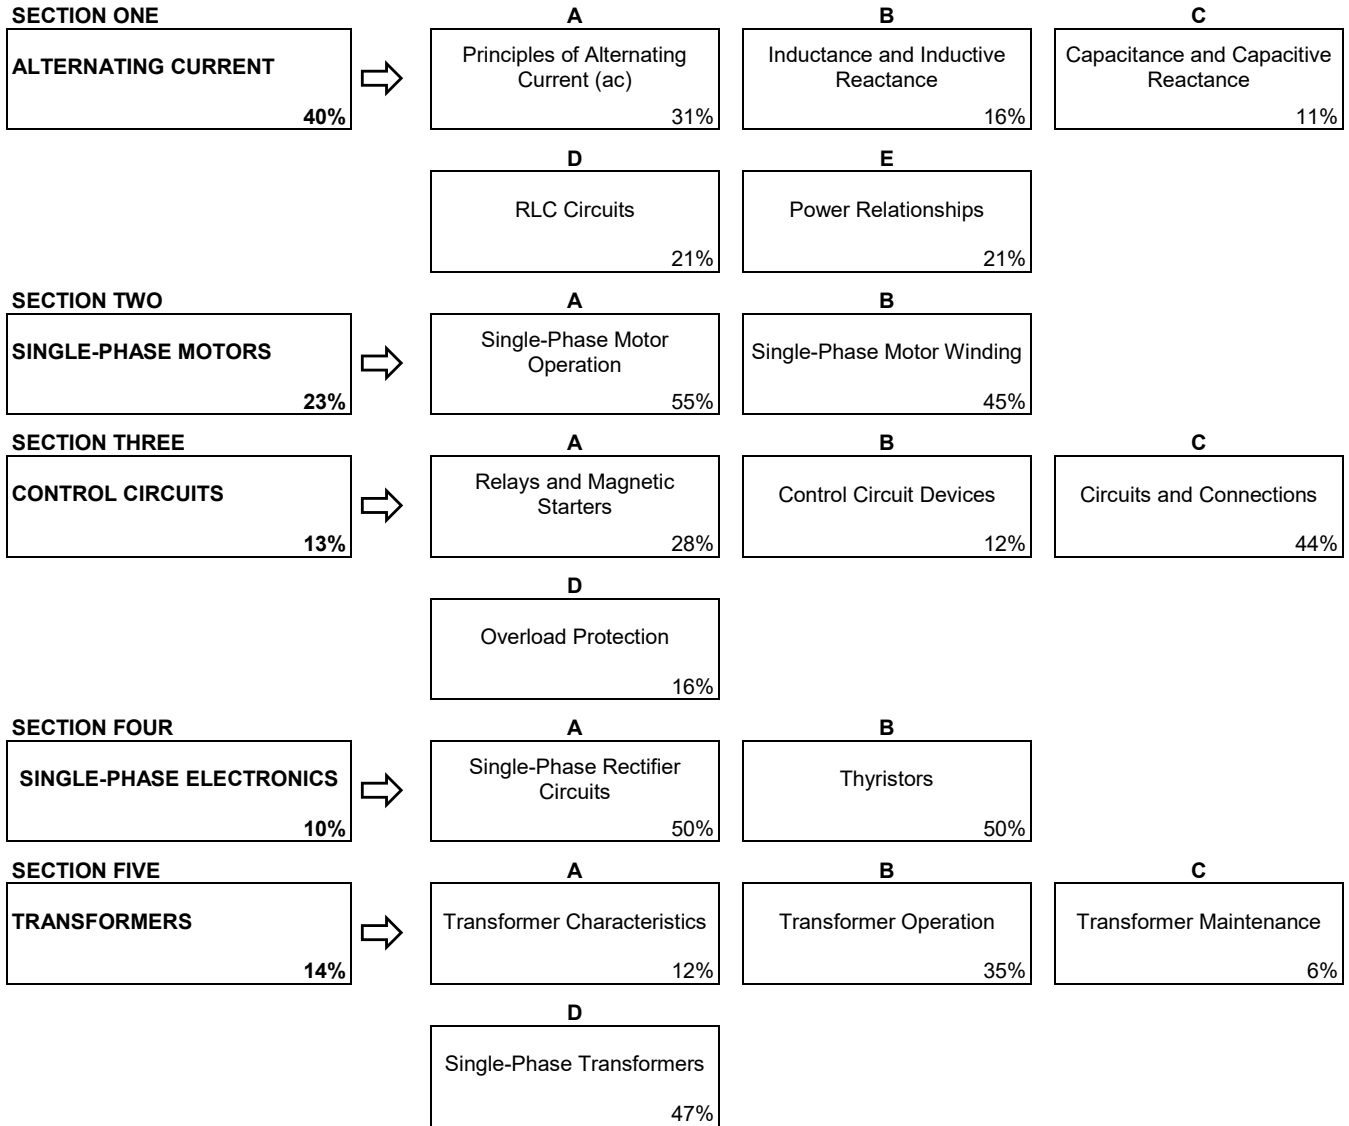 SECTION ONE
A
B
C
ALTERNATING CURRENT
40%
Principles of Alternating
Current (ac)
31%
Inductance and Inductive
Reactance
16%
Capacitance and Capacitive
Reactance
11%
D
E
RLC Circuits
21%
Power Relationships
21%
SECTION TWO
A
B
SINGLE-PHASE MOTORS
23%
Single-Phase Motor
Operation
55%
Single-Phase Motor Winding
45%
SECTION THREE
A
B
C
CONTROL CIRCUITS
13%
Relays and Magnetic
Starters
28%
Control Circuit Devices
12%
Circuits and Connections
44%
D
Overload Protection
16%
SECTION FOUR
A
B
SINGLE-PHASE ELECTRONICS
10%
Single-Phase Rectifier
Circuits
50%
Thyristors
50%
SECTION FIVE
A
B
C
TRANSFORMERS
14%
Transformer Characteristics
12%
Transformer Operation
35%
Transformer Maintenance
6%
D
Single-Phase Transformers
47%